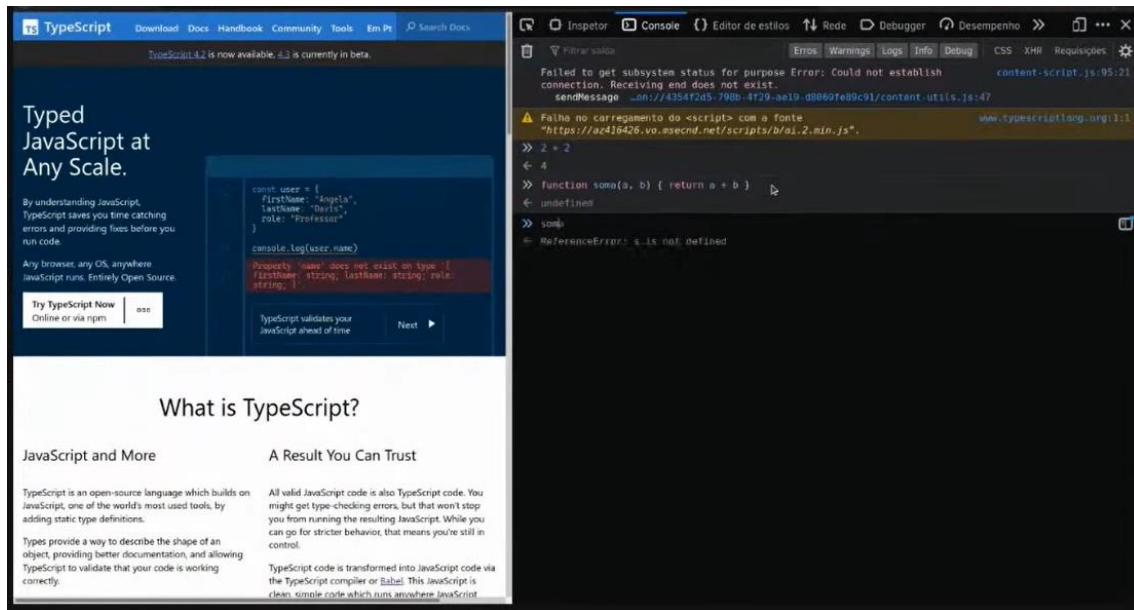 TS TypeScript Download Docs Handbook Community Tools Em Pt Search Docs
TypeScript 4.2 is now available, 4.3 is currently in beta.
Typed
JavaScript at
Any Scale.
By understanding JavaScript,
TypeScript saves you time catching
errors and providing fixes before you
run code.
Any browser, any OS, anywhere
JavaScript runs. Entirely Open Source.
Try TypeScript Now
Online or via npm
const user = {
firstName: "Angela",
lastName: "Davis",
role: "Professor"
}
console.log(user.name)
Property 'name' does not exist on type '{
firstName: string; lastName: string; role:
string; }'.
TypeScript validates your
JavaScript ahead of time
Next
What is TypeScript?
JavaScript and More
TypeScript is an open-source language which builds on
JavaScript, one of the world's most used tools, by
adding static type definitions.
Types provide a way to describe the shape of an
object, providing better documentation, and allowing
TypeScript to validate that your code is working
correctly.
A Result You Can Trust
All valid JavaScript code is also TypeScript code. You
might get type-checking errors, but that won't stop
you from running the resulting JavaScript. While you
can go for stricter behavior, that means you're still in
control.
TypeScript code is transformed into JavaScript code via
the TypeScript compiler or Babel. This JavaScript is
clean, simple code which runs anywhere JavaScript
Inspetor Console {} Editor de estilos Rede Debugger Desempenho
Filtrar saída Erros Warnings Logs Info Debug CSS XHR Requisições
Failed to get subsystem status for purpose Error: Could not establish content-script.js:95:21
connection. Receiving end does not exist.
sendMessage /content-utils.js:47
Falha no carregamento do <script> com a fonte www.typescriptlang.org:1:1
"https://az416426.vo.msecnd.net/scripts/b/ai.2.min.js".
2 + 2
4
function soma(a, b) { return a + b }
undefined
soma
ReferenceError: s is not defined